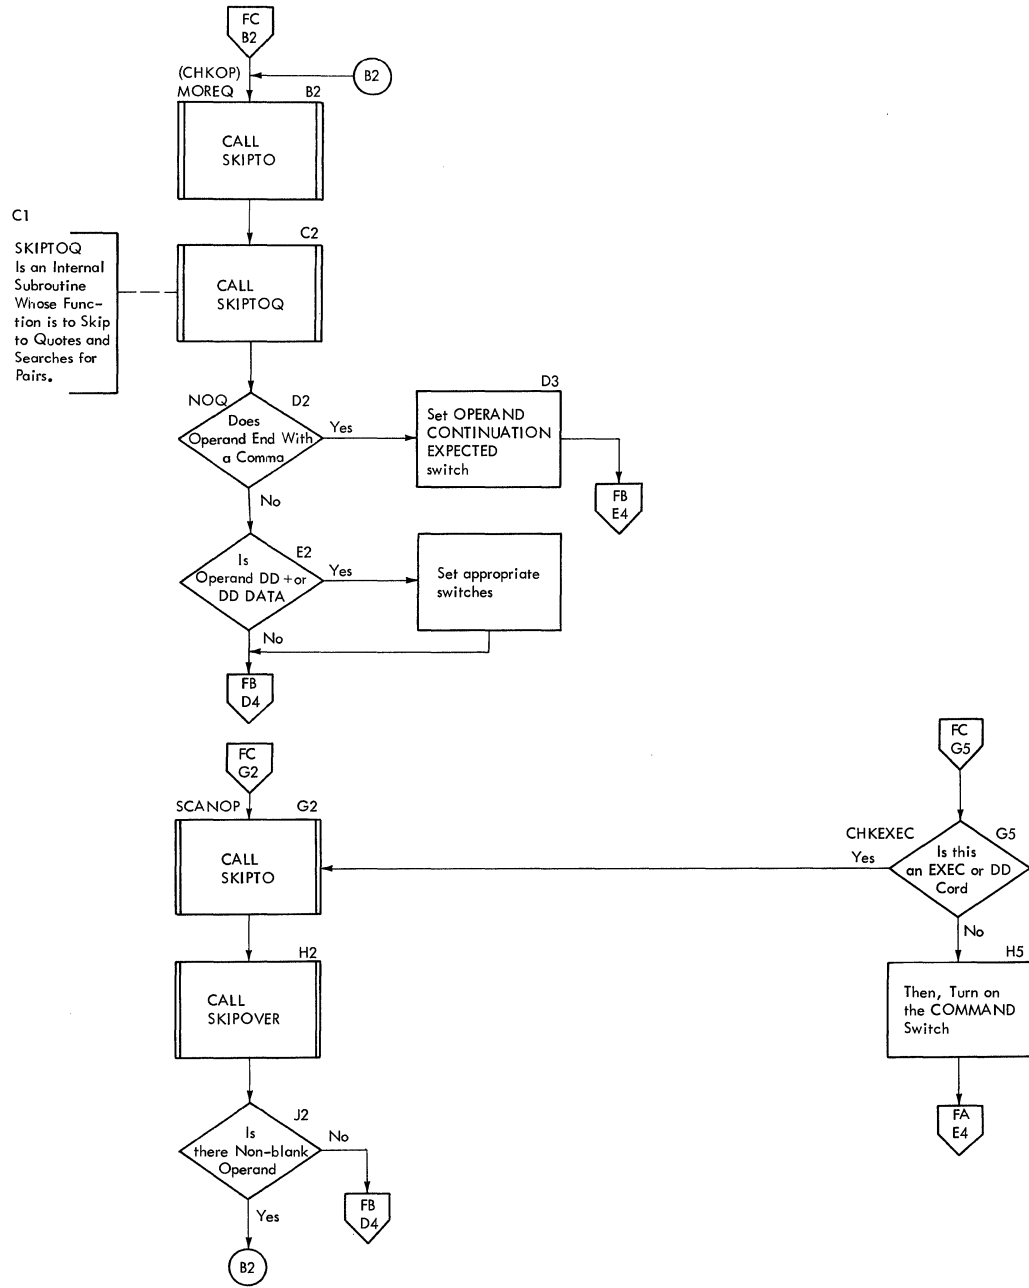 FC
B2
(CHKOP)
MOREQ
B2
B2
CALL
SKIPTO
C1
SKIPTOQ
Is an Internal
Subroutine
Whose Func-
tion is to Skip
to Quotes and
Searches for
Pairs.
C2
CALL
SKIPTOQ
NOQ
D2
Does
Operand End With
a Comma
Yes
No
D3
Set OPERAND
CONTINUATION
EXPECTED
switch
FB
E4
E2
Is
Operand DD +or
DD DATA
Yes
No
Set appropriate
switches
FB
D4
FC
G2
SCANOP
G2
CALL
SKIPTO
FC
G5
CHKEXEC
G5
Is this
an EXEC or DD
Cord
Yes
No
H2
CALL
SKIPOVER
H5
Then, Turn on
the COMMAND
Switch
FA
E4
J2
Is
there Non-blank
Operand
No
FB
D4
Yes
B2